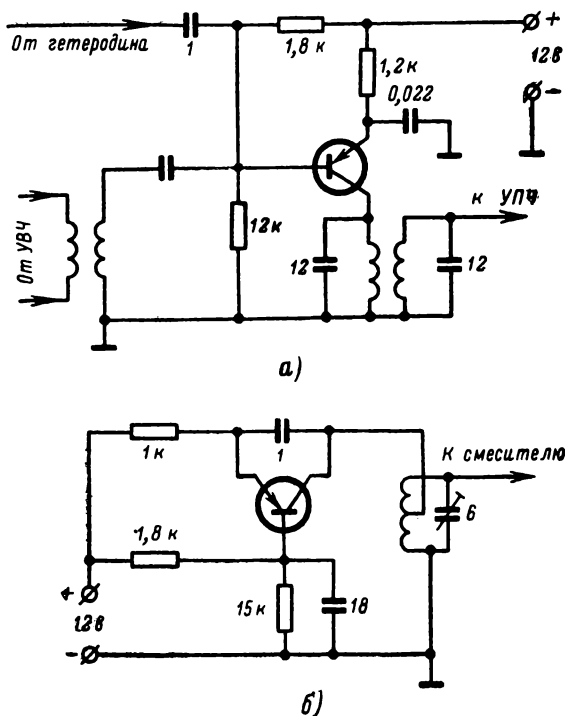 От гетеродина
1
1,8 к
+
12 в
-
1,2 к
0,022
к УПЧ
От УВЧ
12 к
12
12
а)
1 к
1
К смесителю
6
1,8 к
+
12 в
-
15 к
18
б)